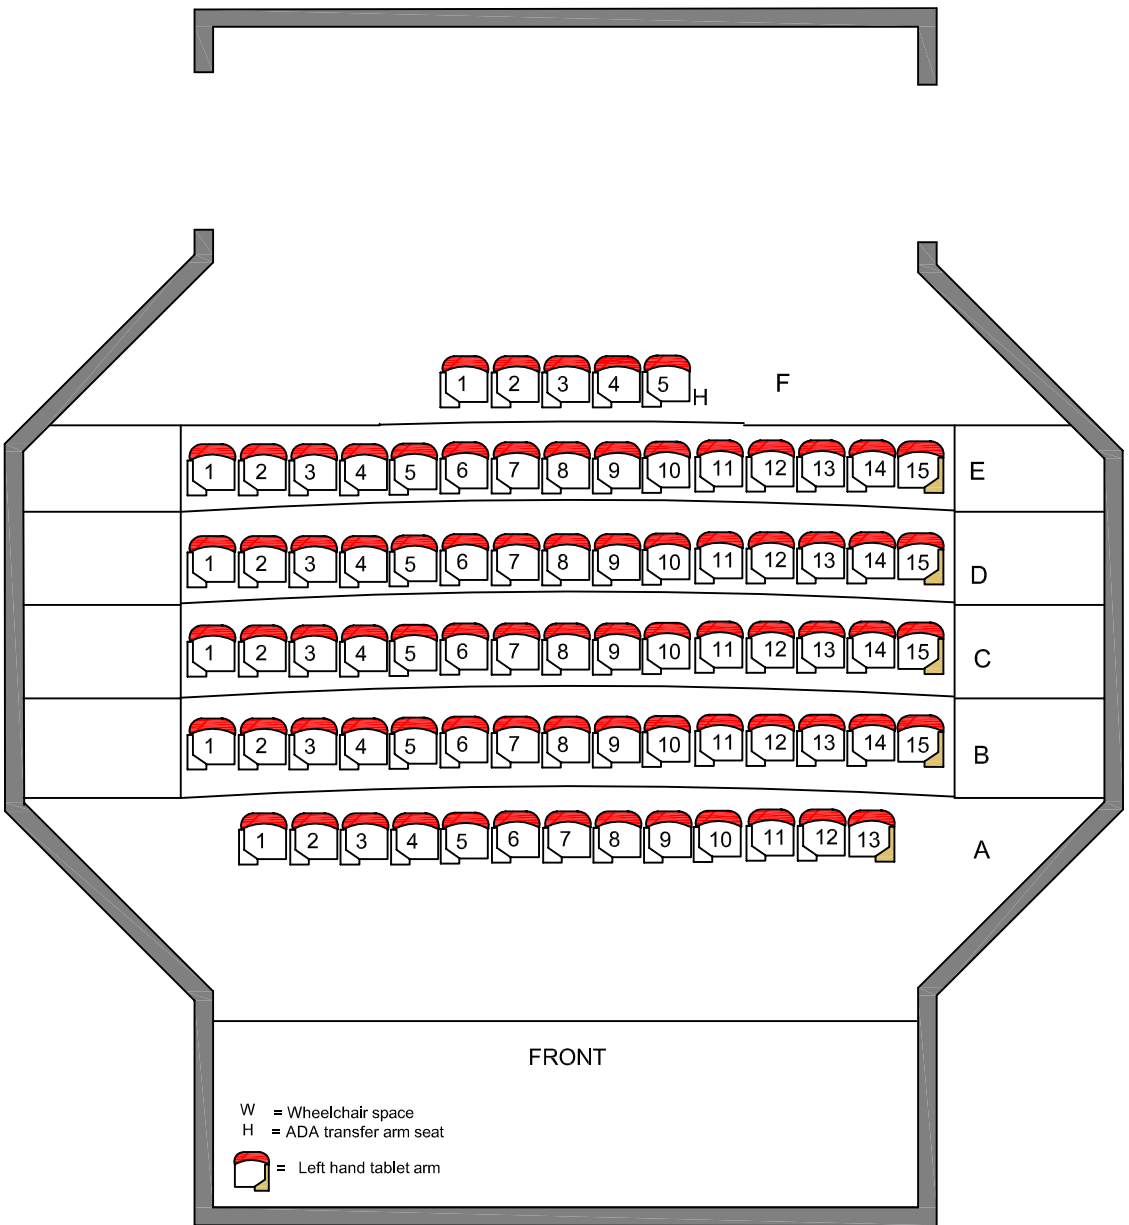 1 2 3 4 5 H F
1 2 3 4 5 6 7 8 9 10 11 12 13 14 15 E
1 2 3 4 5 6 7 8 9 10 11 12 13 14 15 D
1 2 3 4 5 6 7 8 9 10 11 12 13 14 15 C
1 2 3 4 5 6 7 8 9 10 11 12 13 14 15 B
1 2 3 4 5 6 7 8 9 10 11 12 13 A
FRONT
W = Wheelchair space
H = ADA transfer arm seat
= Left hand tablet arm